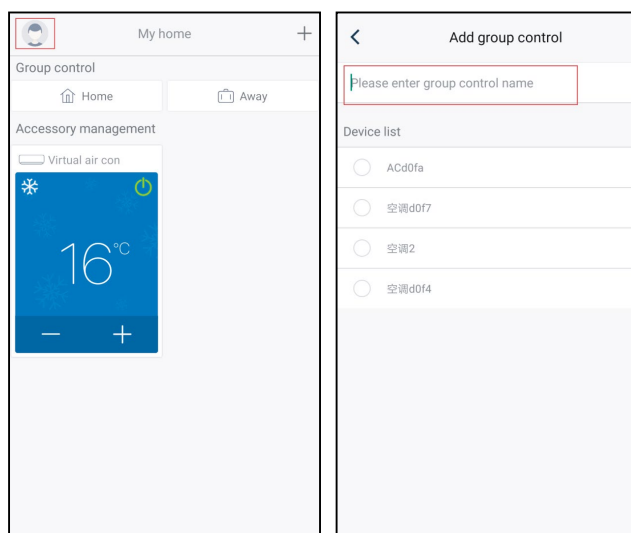 My home
Group control
Home
Away
Accessory management
Virtual air con
16°C
Add group control
Please enter group control name
Device list
ACd0fa
空调d0f7
空调2
空调d0f4